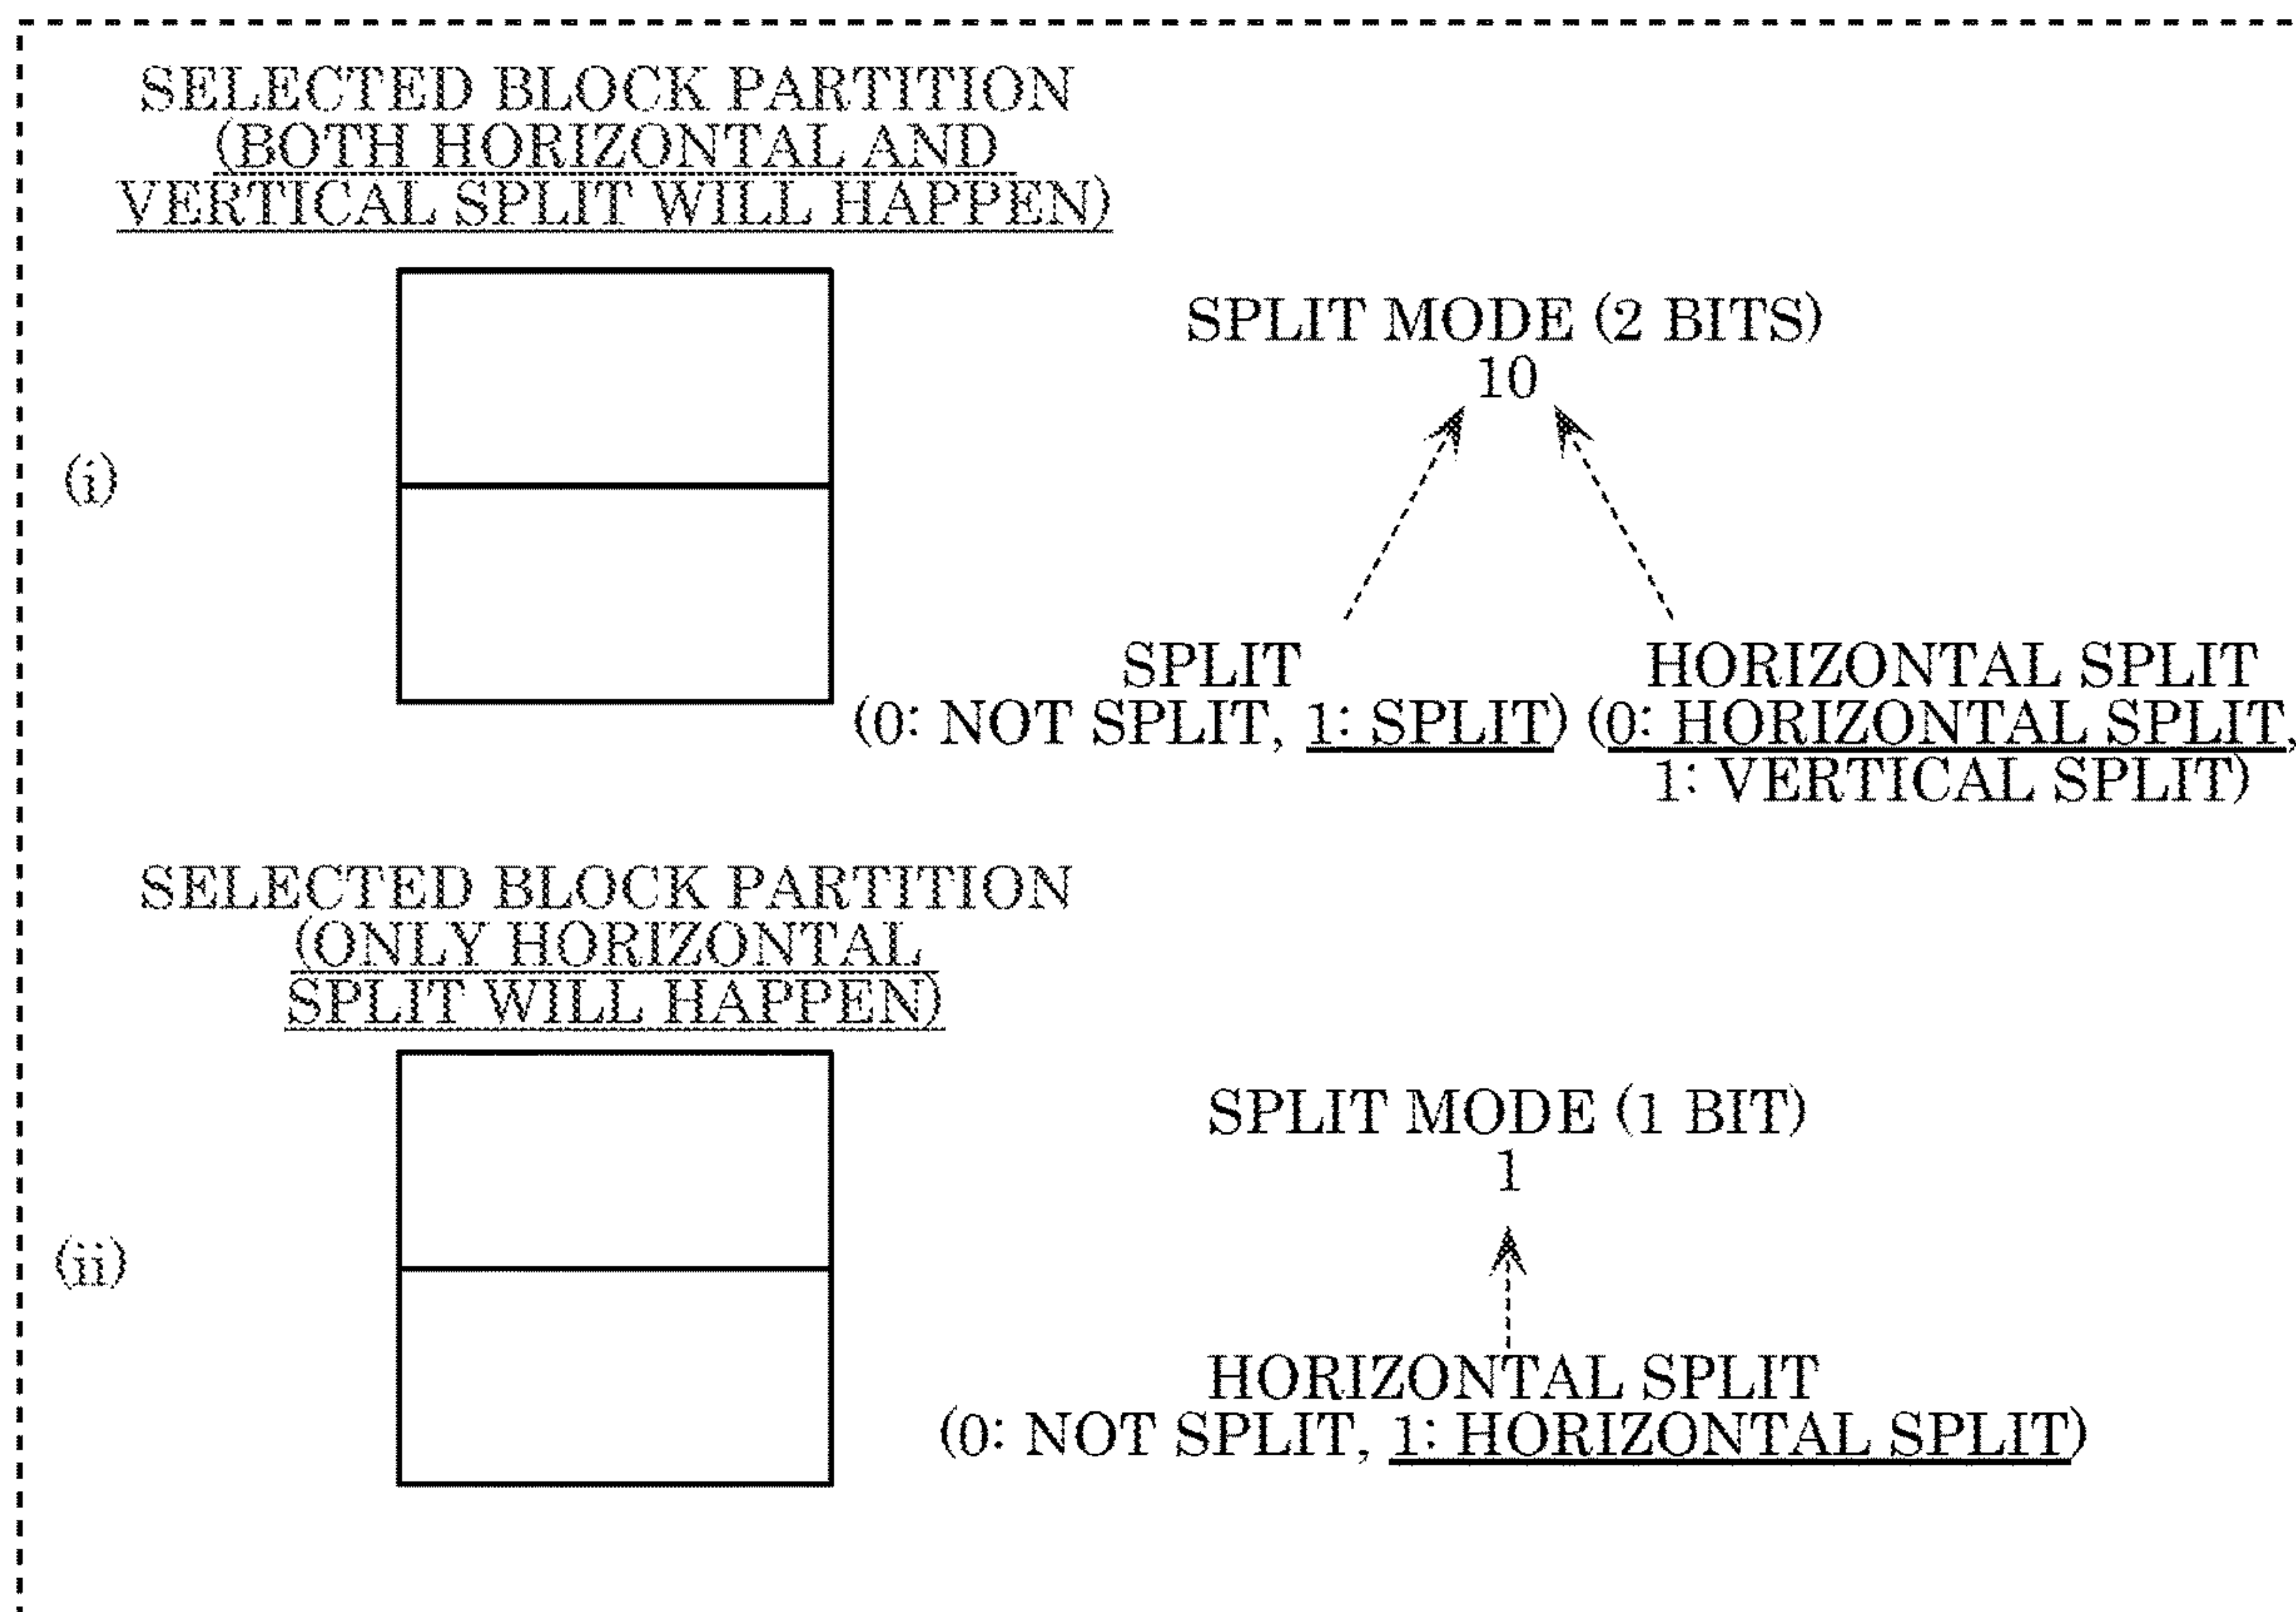 SELECTED BLOCK PARTITION
(BOTH HORIZONTAL AND
VERTICAL SPLIT WILL HAPPEN)
(i)
SPLIT MODE (2 BITS)
10
SPLIT
(0: NOT SPLIT, 1: SPLIT)
HORIZONTAL SPLIT
(0: HORIZONTAL SPLIT,
1: VERTICAL SPLIT)
SELECTED BLOCK PARTITION
(ONLY HORIZONTAL
SPLIT WILL HAPPEN)
(ii)
SPLIT MODE (1 BIT)
1
HORIZONTAL SPLIT
(0: NOT SPLIT, 1: HORIZONTAL SPLIT)